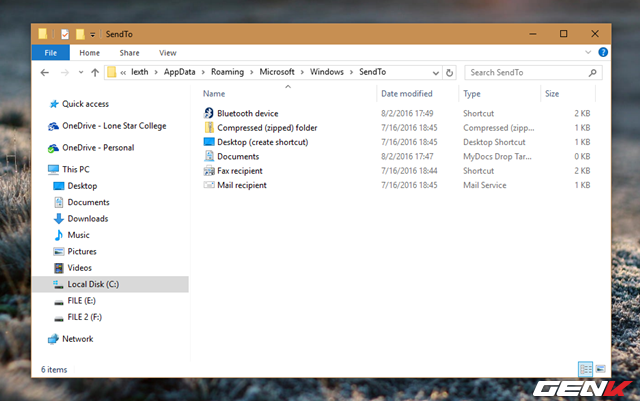 SendTo
File Home Share View
« lexth > AppData > Roaming > Microsoft > Windows > SendTo
Search SendTo
Name Date modified Type Size
Quick access
OneDrive - Lone Star College
OneDrive - Personal
This PC
Desktop
Documents
Downloads
Music
Pictures
Videos
Local Disk (C:)
FILE (E:)
FILE 2 (F:)
Network
Bluetooth device 8/2/2016 17:49 Shortcut 2 KB
Compressed (zipped) folder 7/16/2016 18:45 Compressed (zipp... 1 KB
Desktop (create shortcut) 7/16/2016 18:45 Desktop Shortcut 1 KB
Documents 8/2/2016 17:47 MyDocs Drop Tar... 0 KB
Fax recipient 7/16/2016 18:44 Shortcut 2 KB
Mail recipient 7/16/2016 18:45 Mail Service 1 KB
6 items
GENK